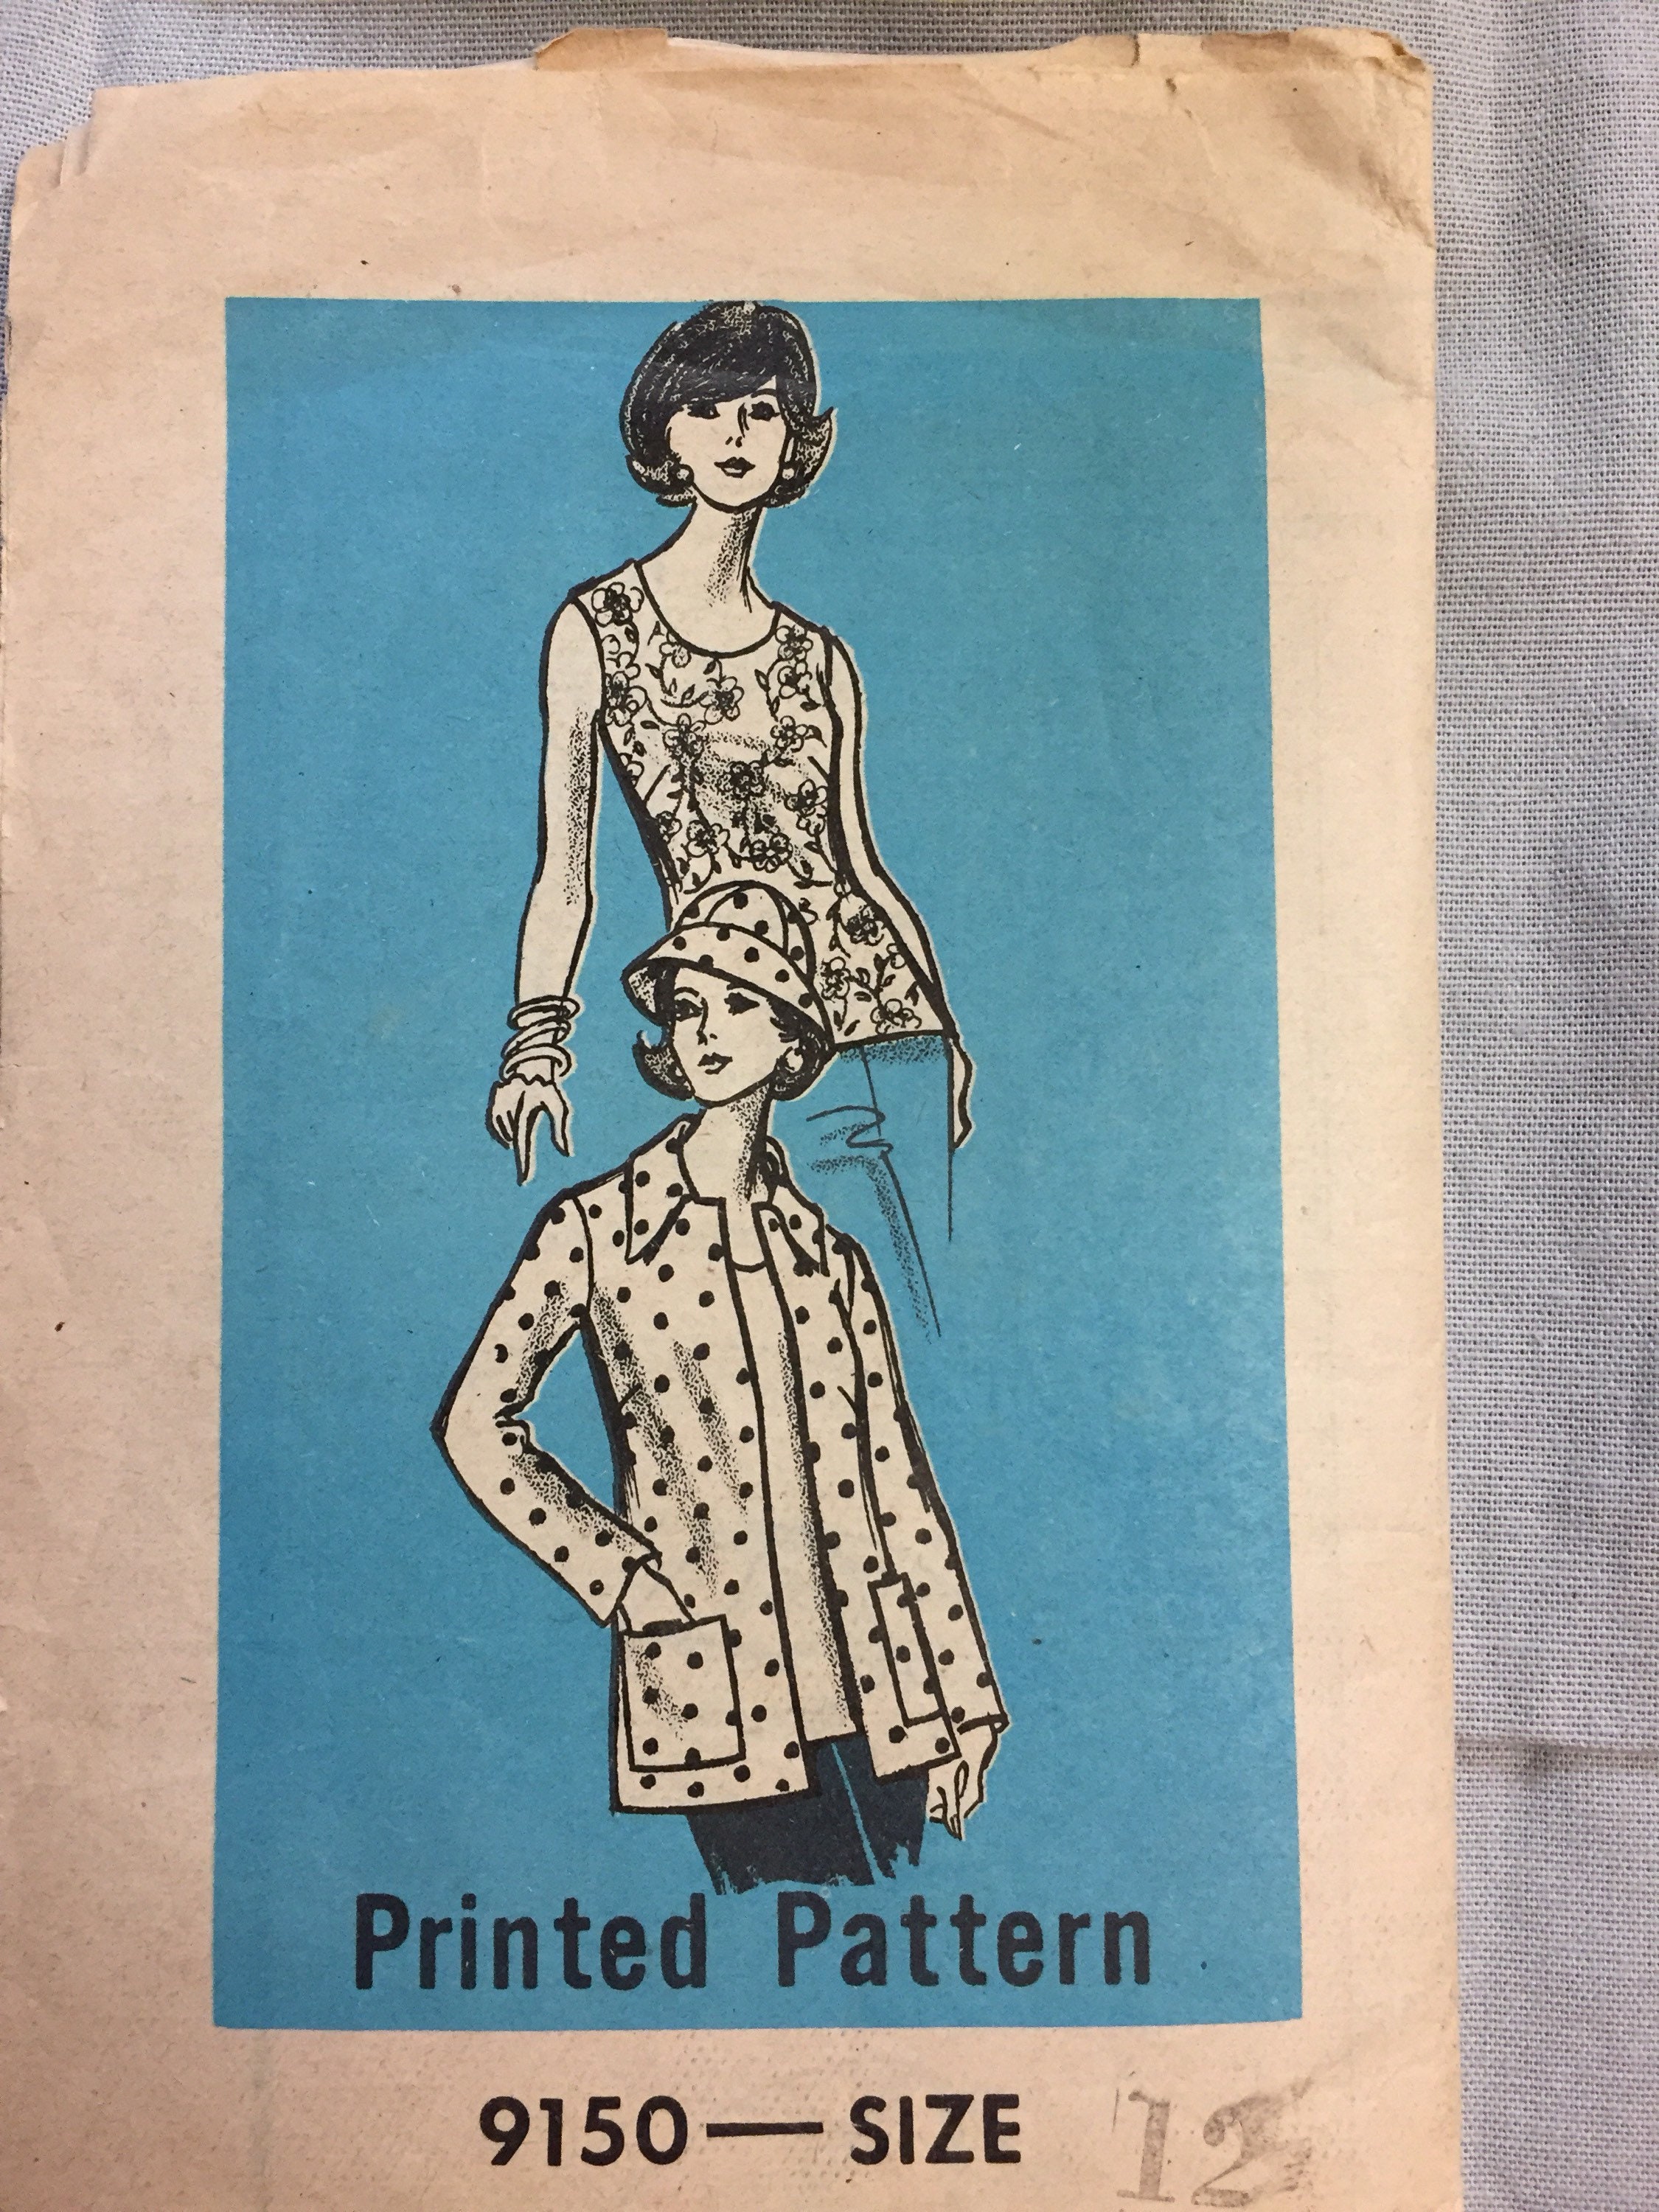 Printed Pattern
9150 — SIZE 12